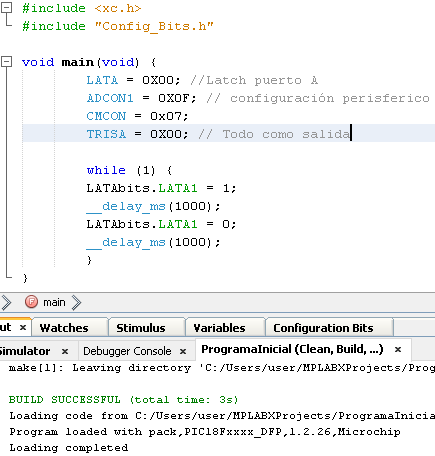 #include <xc.h>
#include "Config_Bits.h"
void main(void) {
LATA = 0X00; //Latch puerto A
ADCON1 = 0X0F; // configuración perisferico
CMCON = 0x07;
TRISA = 0X00; // Todo como salida
while (1) {
LATAbits.LATA1 = 1;
__delay_ms(1000);
LATAbits.LATA1 = 0;
__delay_ms(1000);
}
}
main
ut x Watches Stimulus Variables Configuration Bits
Simulator x Debugger Console x ProgramaInicial (Clean, Build, ...) x
make[1]: Leaving directory 'C:/Users/user/MPLABXProjects/Prog
BUILD SUCCESSFUL (total time: 3s)
Loading code from C:/Users/user/MPLABXProjects/ProgramaInicia
Program loaded with pack,PIC18Fxxxx_DFP,1.2.26,Microchip
Loading completed